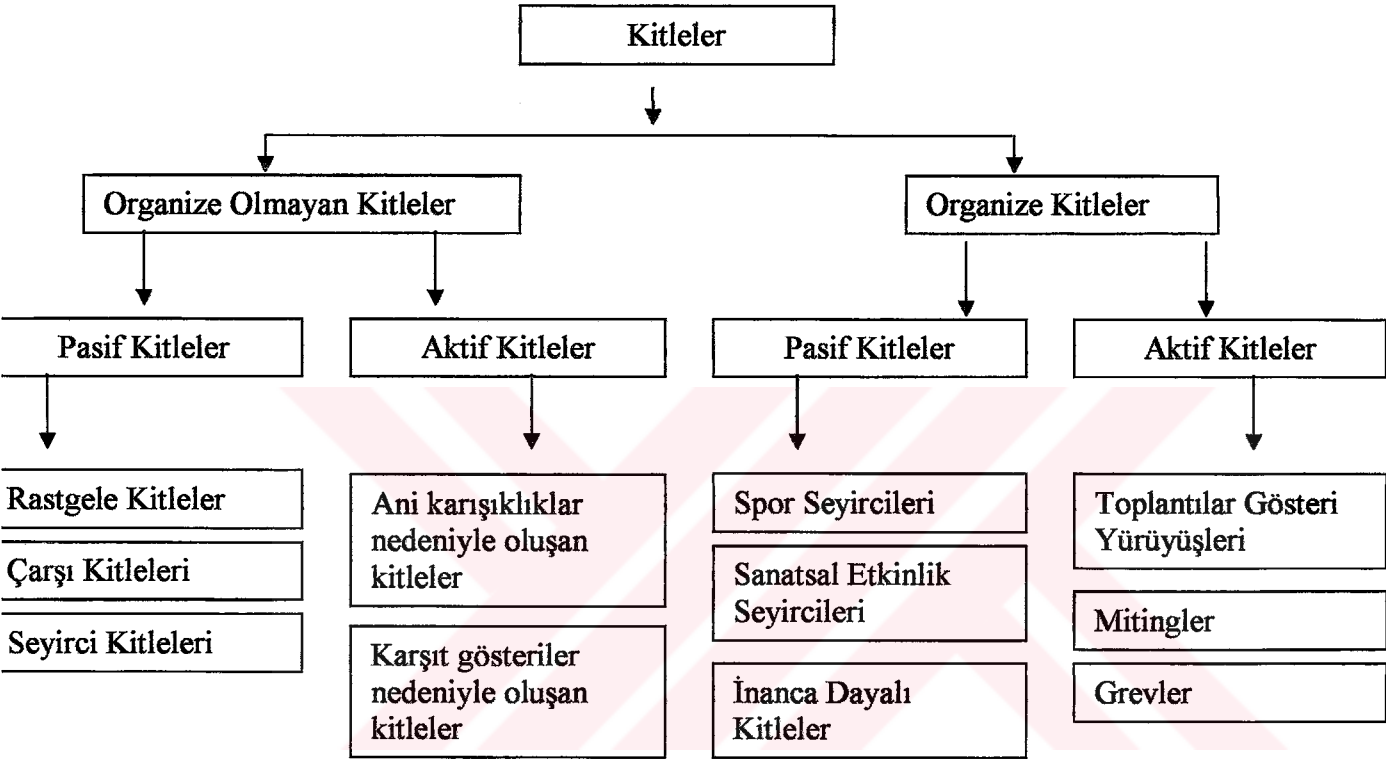 Kitleler
Organize Olmayan Kitleler
Organize Kitleler
Pasif Kitleler
Aktif Kitleler
Pasif Kitleler
Aktif Kitleler
Rastgele Kitleler
Çarşı Kitleleri
Seyirci Kitleleri
Ani karışıklıklar
nedeniyle oluşan
kitleler
Karşıt gösteriler
nedeniyle oluşan
kitleler
Spor Seyircileri
Sanatsal Etkinlik
Seyircileri
İnanca Dayalı
Kitleler
Toplantılar Gösteri
Yürüyüşleri
Mitingler
Grevler